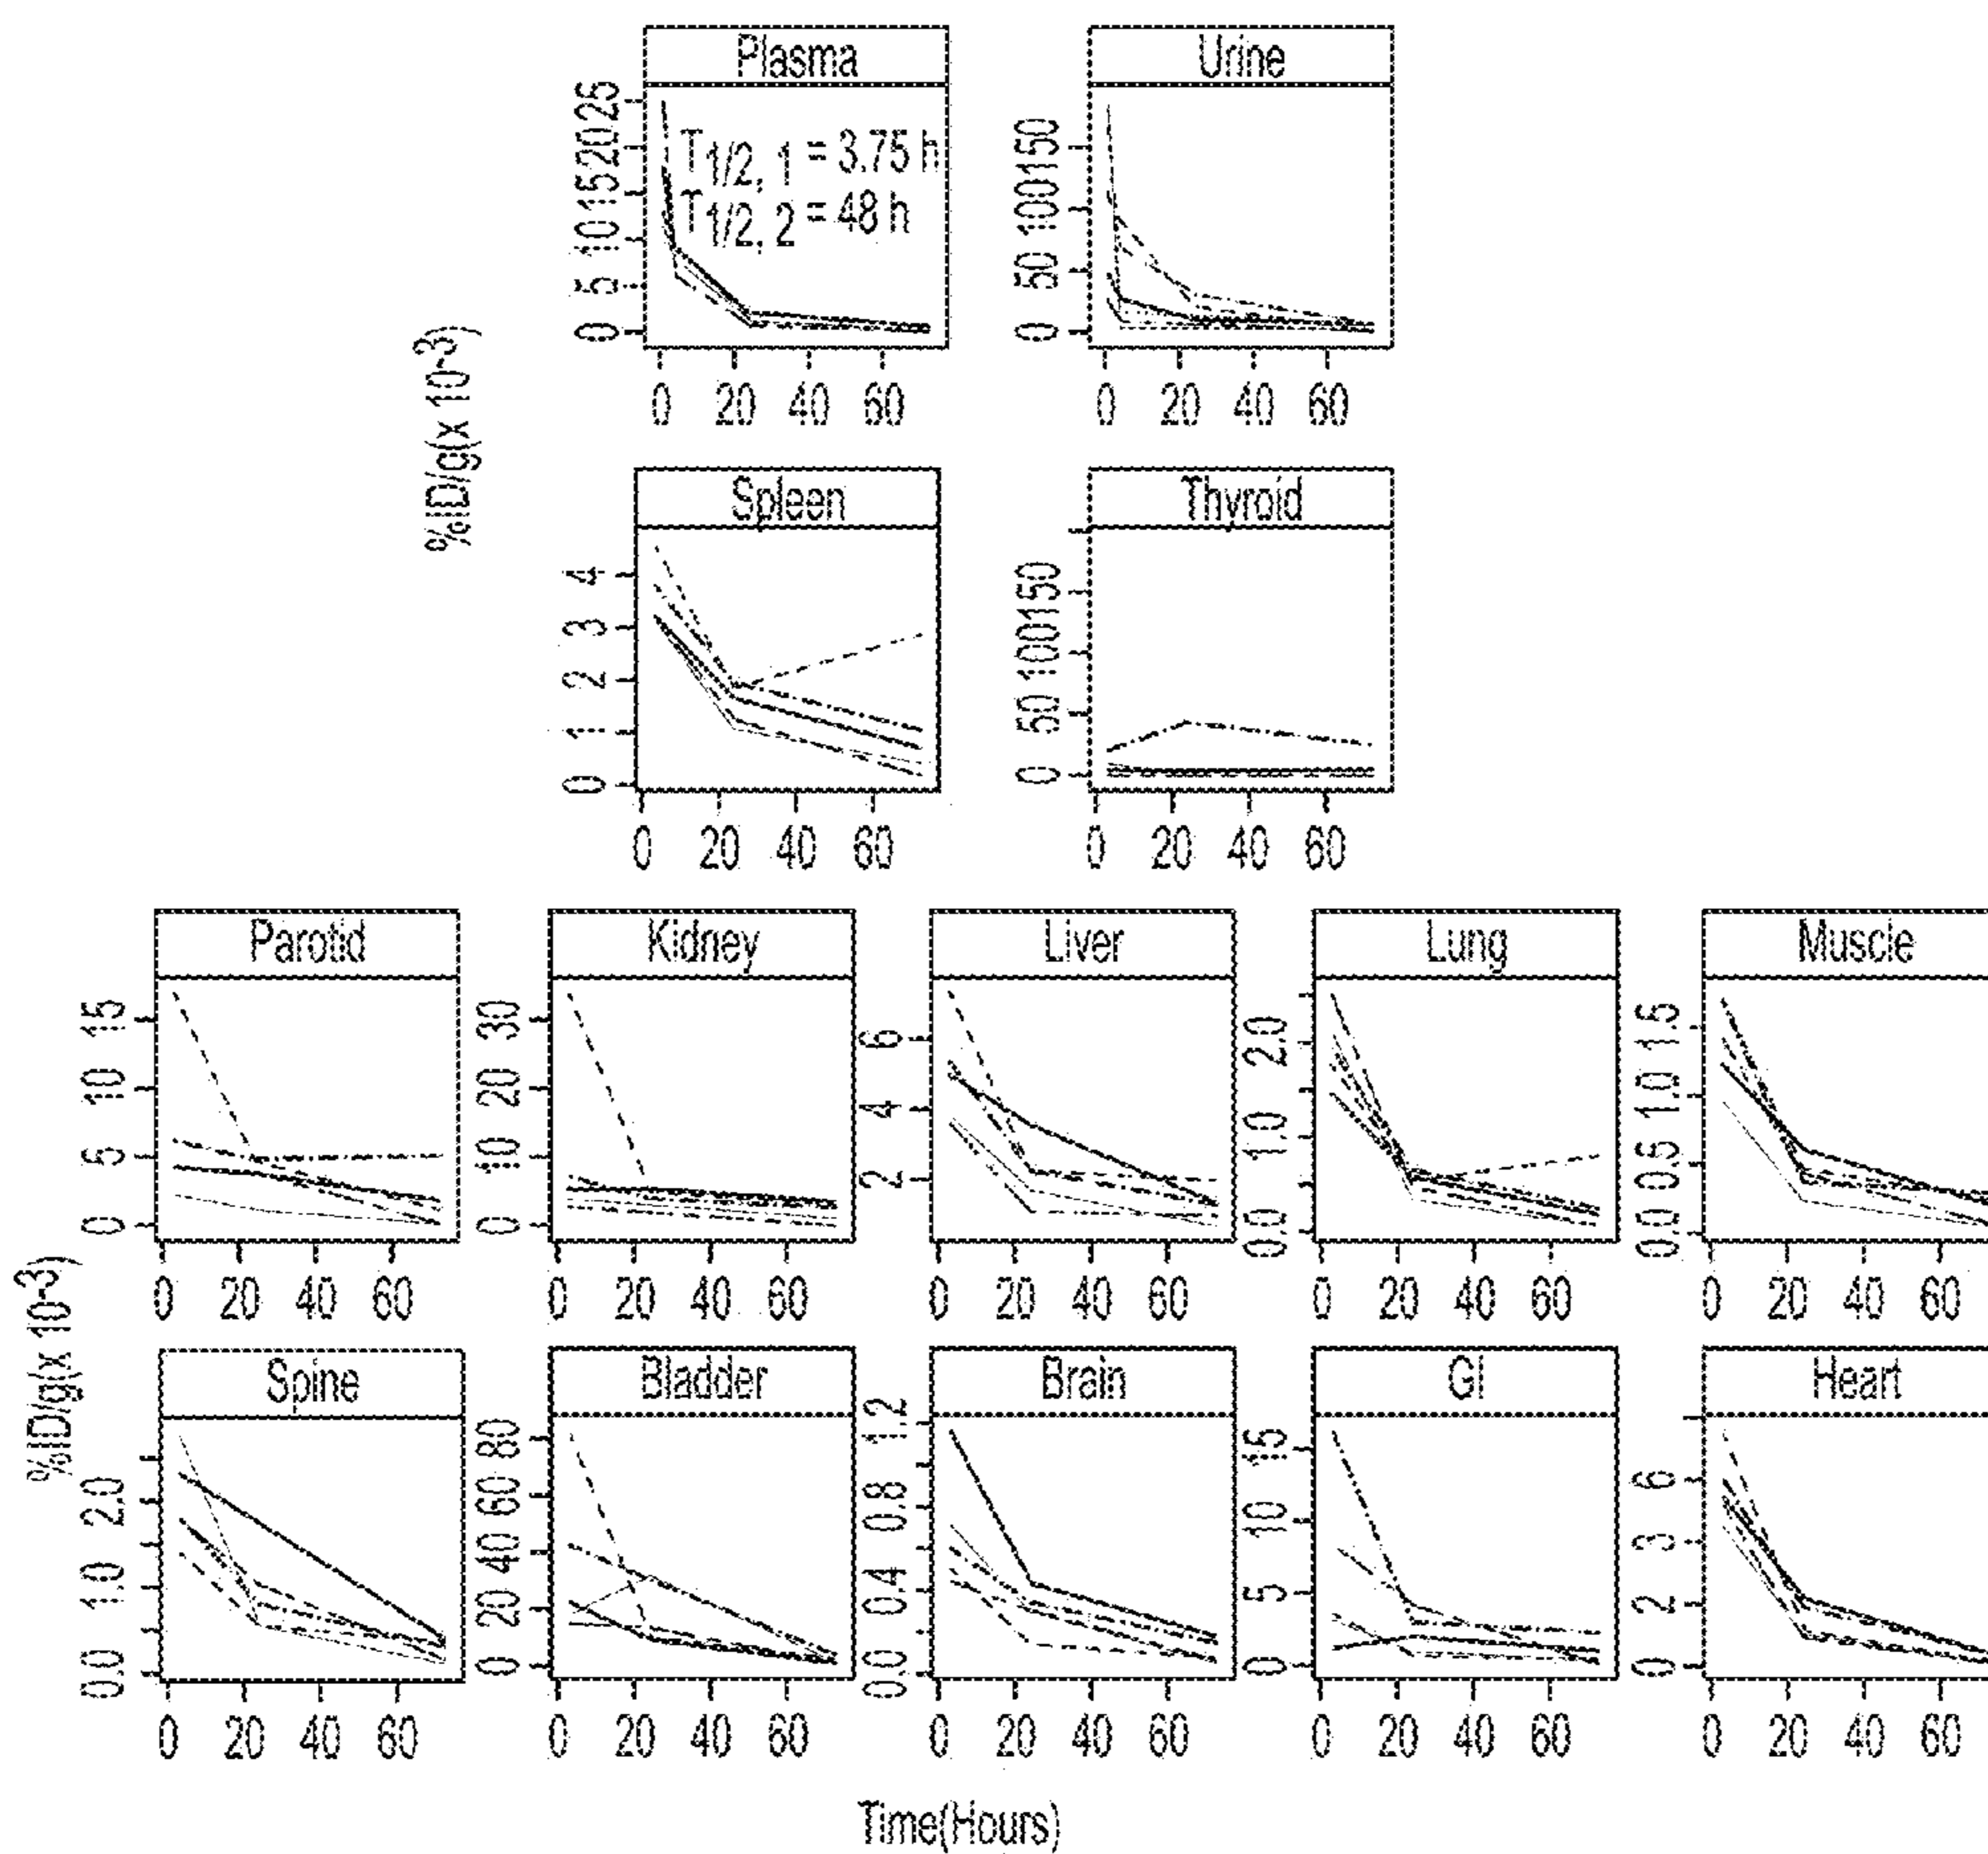 Plasma
Urine
25
20
15
10
5
0
T1/2, 1 = 3.75 h
T1/2, 2 = 48 h
150
100
50
0
0 20 40 60
0 20 40 60
%ID/g(x 10-3)
Spleen
Thyroid
4
3
2
1
0
150
100
50
0
0 20 40 60
0 20 40 60
Parotid
Kidney
Liver
Lung
Muscle
15
10
5
0
30
20
10
0
6
4
2
2.0
1.0
0.0
1.5
1.0
0.5
0.0
0 20 40 60
0 20 40 60
0 20 40 60
0 20 40 60
0 20 40 60
%ID/g(x 10-3)
Spine
Bladder
Brain
GI
Heart
2.0
1.0
0.0
80
60
40
20
0
1.2
0.8
0.4
0.0
15
10
5
0
6
3
2
0
0 20 40 60
0 20 40 60
0 20 40 60
0 20 40 60
0 20 40 60
Time(Hours)